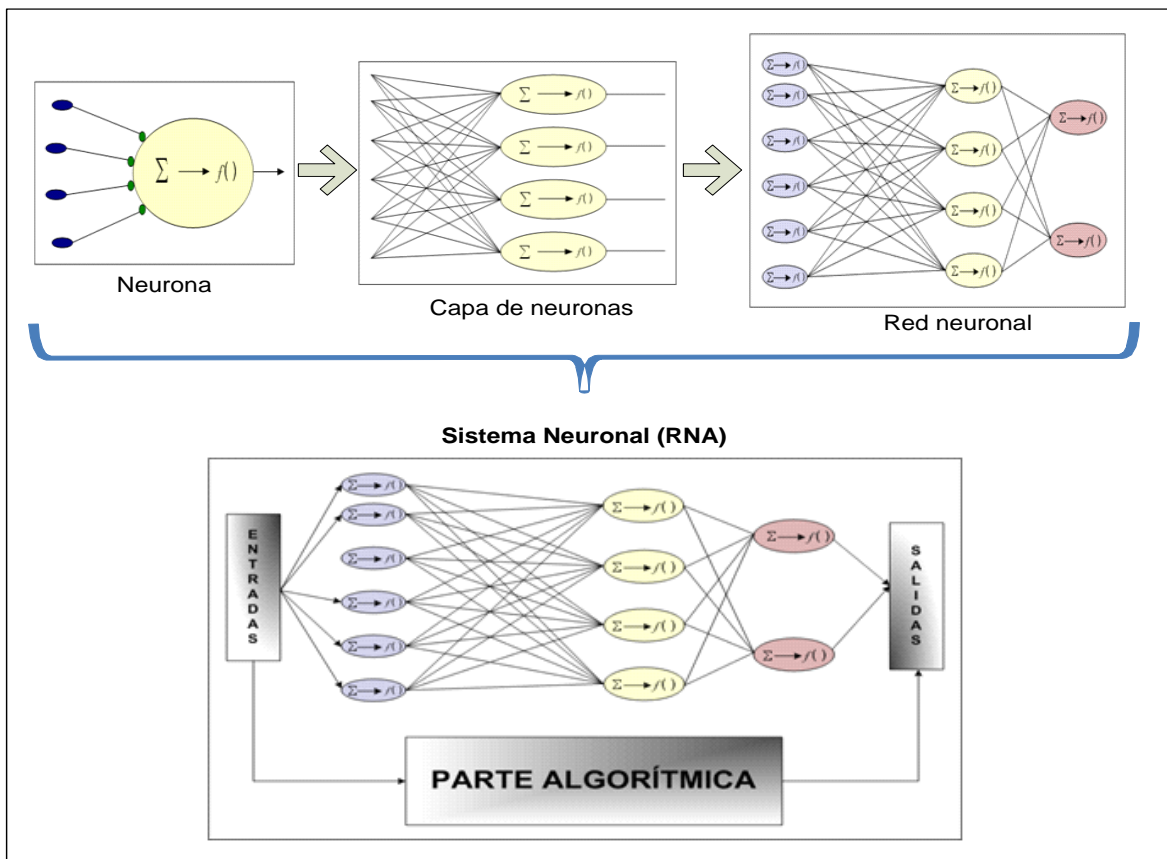 Σ → f()
Neurona
Σ → f()
Σ → f()
Σ → f()
Σ → f()
Capa de neuronas
Σ→f()
Σ→f()
Σ→f()
Σ→f()
Σ→f()
Σ→f()
Σ→f()
Σ→f()
Σ→f()
Σ→f()
Σ→f()
Σ→f()
Red neuronal
Sistema Neuronal (RNA)
ENTRADAS
Σ→f()
Σ→f()
Σ→f()
Σ→f()
Σ→f()
Σ→f()
Σ→f()
Σ→f()
Σ→f()
Σ→f()
Σ→f()
Σ→f()
SALIDAS
PARTE ALGORÍTMICA